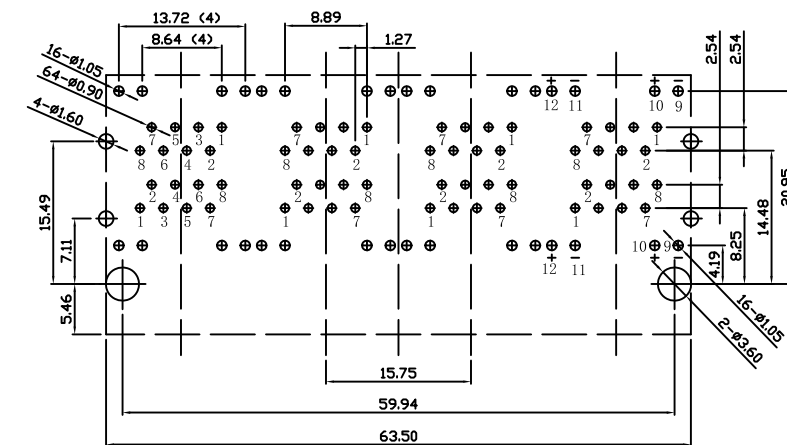 13.72 (4)
8.89
8.64 (4)
1.27
2.54
2.54
16-ø1.05
64-ø0.90
4-ø1.60
+ − + −
12 11 10 9
7 5 3 1 7 1 7 1 7 1
8 6 4 2 8 2 8 2 8 2
2 4 6 8 2 8 2 8 2 8
1 3 5 7 1 7 1 7 1 7
12 11 10 9
+ − + −
15.49
7.11
5.46
4.19
8.25
14.48
20.95
16-ø1.05
2-ø3.60
15.75
59.94
63.50